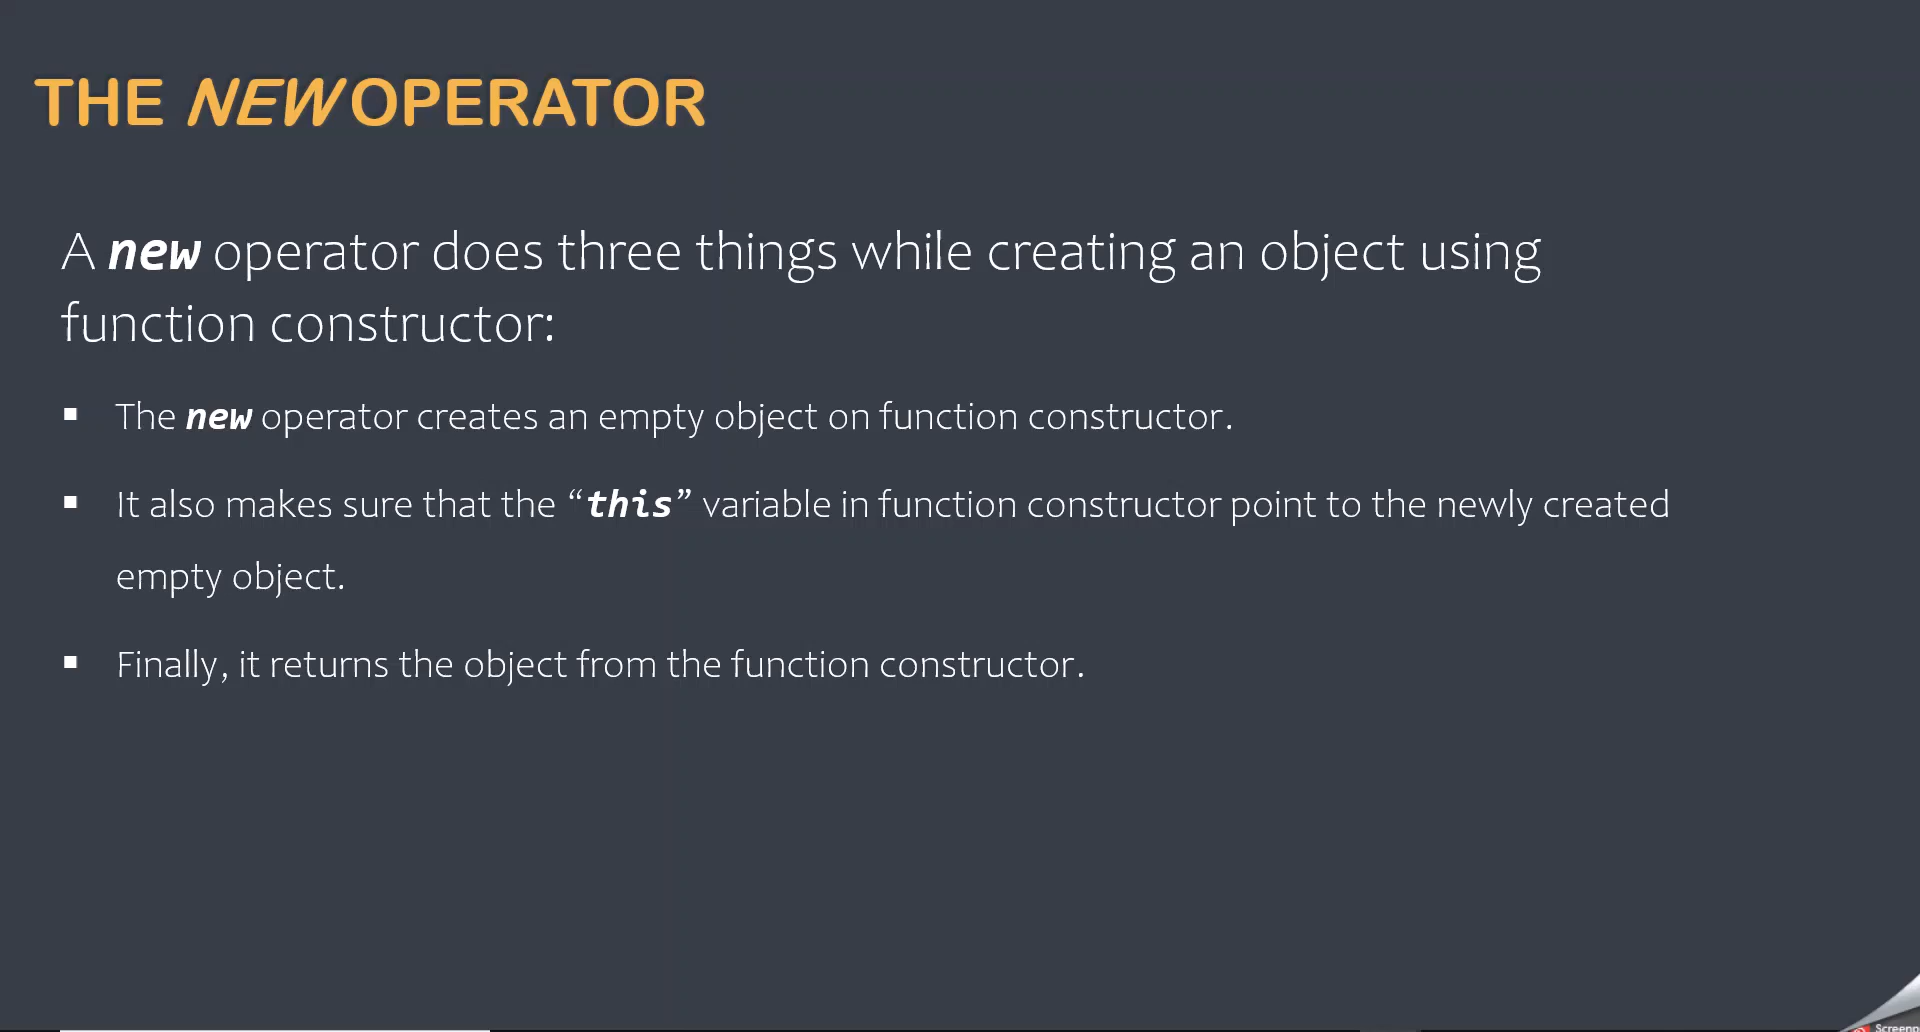 THE NEW OPERATOR
A new operator does three things while creating an object using
function constructor:
▪ The new operator creates an empty object on function constructor.
▪ It also makes sure that the “this” variable in function constructor point to the newly created
empty object.
▪ Finally, it returns the object from the function constructor.